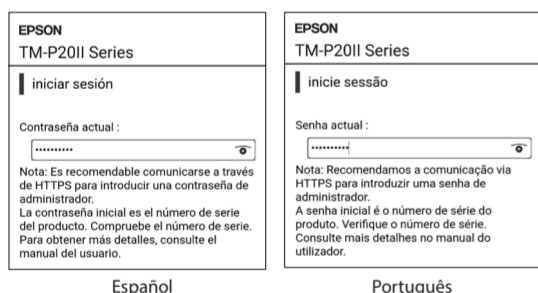 EPSON
TM-P20II Series
iniciar sesión
Contraseña actual :
Nota: Es recomendable comunicarse a través
de HTTPS para introducir una contraseña de
administrador.
La contraseña inicial es el número de serie
del producto. Compruebe el número de serie.
Para obtener más detalles, consulte el
manual del usuario.
Español
EPSON
TM-P20II Series
inicie sessão
Senha actual :
Nota: Recomendamos a comunicação via
HTTPS para introduzir uma senha de
administrador.
A senha inicial é o número de série do
produto. Verifique o número de série.
Consulte mais detalhes no manual do
utilizador.
Português